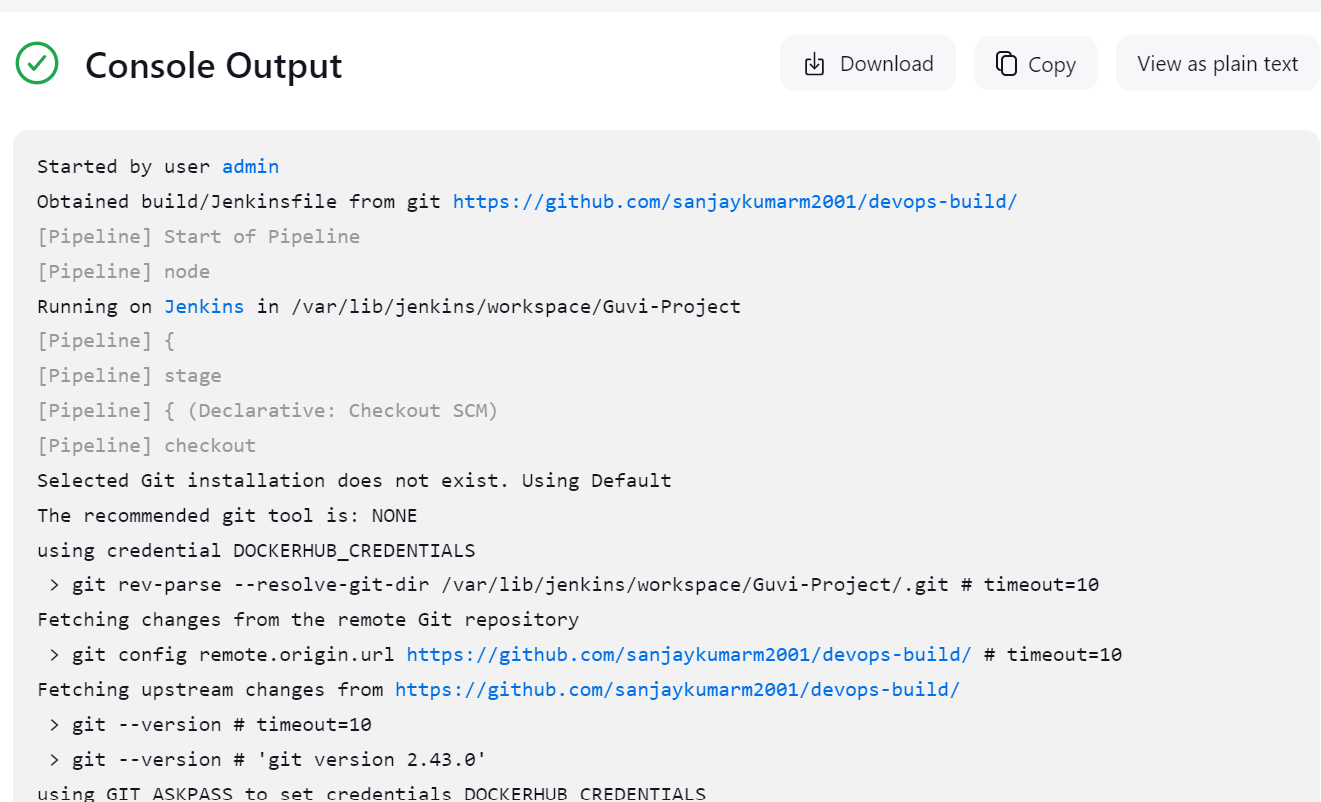 Console Output
Download
Copy
View as plain text
Started by user admin
Obtained build/Jenkinsfile from git https://github.com/sanjaykumarm2001/devops-build/
[Pipeline] Start of Pipeline
[Pipeline] node
Running on Jenkins in /var/lib/jenkins/workspace/Guvi-Project
[Pipeline] {
[Pipeline] stage
[Pipeline] { (Declarative: Checkout SCM)
[Pipeline] checkout
Selected Git installation does not exist. Using Default
The recommended git tool is: NONE
using credential DOCKERHUB_CREDENTIALS
 > git rev-parse --resolve-git-dir /var/lib/jenkins/workspace/Guvi-Project/.git # timeout=10
Fetching changes from the remote Git repository
 > git config remote.origin.url https://github.com/sanjaykumarm2001/devops-build/ # timeout=10
Fetching upstream changes from https://github.com/sanjaykumarm2001/devops-build/
 > git --version # timeout=10
 > git --version # 'git version 2.43.0'
using GIT_ASKPASS to set credentials DOCKERHUB_CREDENTIALS